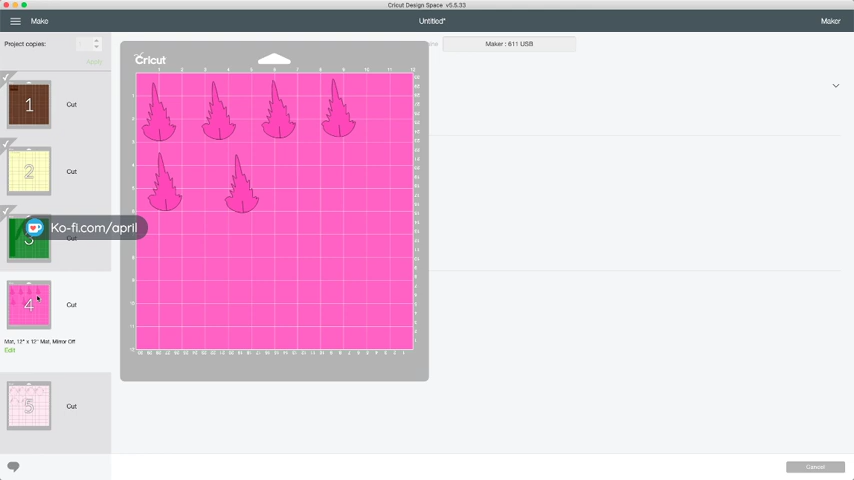 Cricut Design Space v5.5.33
Make
Untitled*
Maker
Project copies:
Apply
Maker : 611 USB
Cricut
1
Cut
2
Cut
Ko-fi.com/april
3
Cut
4
Cut
Mat, 12" x 12" Mat, Mirror Off
Edit
5
Cut
Cancel